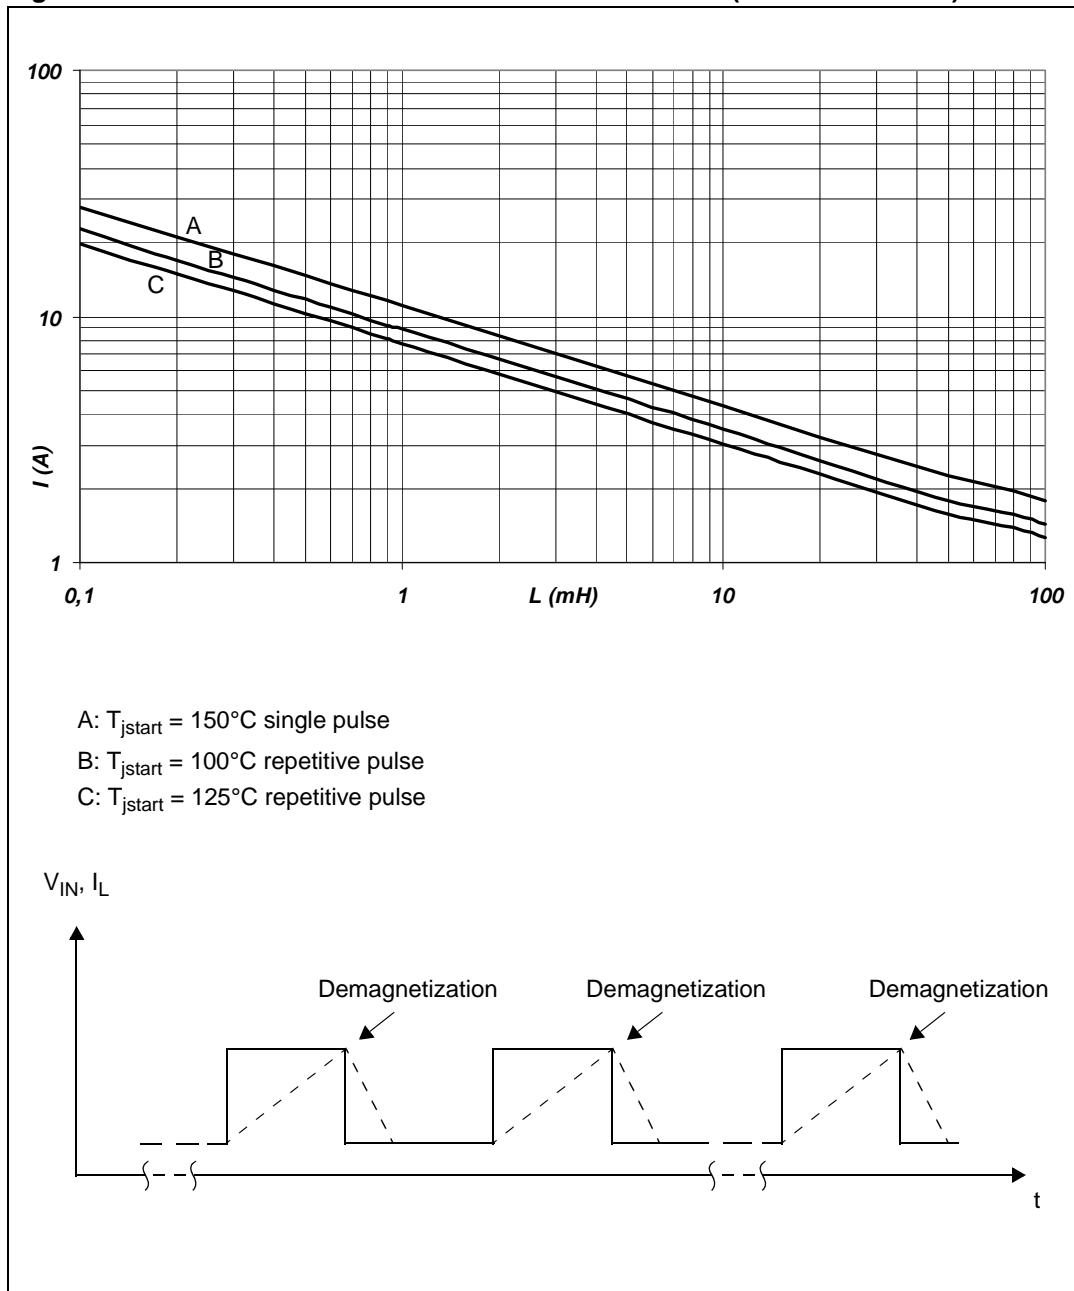 100
A
B
C
10
I (A)
1
0,1 1 L (mH) 10 100
A: Tjstart = 150°C single pulse
B: Tjstart = 100°C repetitive pulse
C: Tjstart = 125°C repetitive pulse
VIN, IL
Demagnetization Demagnetization Demagnetization
t